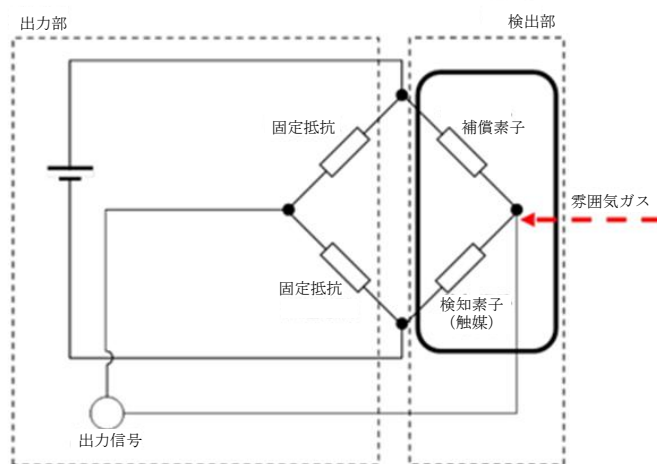 出力部
検出部
固定抵抗
補償素子
雰囲気ガス
固定抵抗
検知素子
（触媒）
出力信号